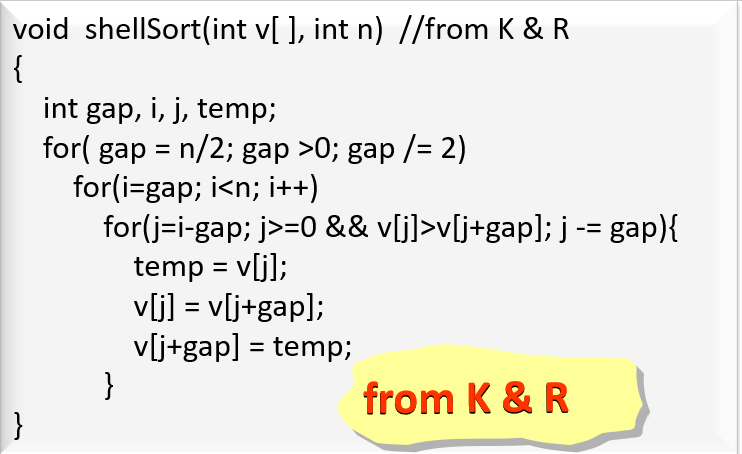 void  shellSort(int v[ ], int n)  //from K & R
{
int gap, i, j, temp;
for( gap = n/2; gap >0; gap /= 2)
for(i=gap; i<n; i++)
for(j=i-gap; j>=0 && v[j]>v[j+gap]; j -= gap){
temp = v[j];
v[j] = v[j+gap];
v[j+gap] = temp;
}
from K & R
}